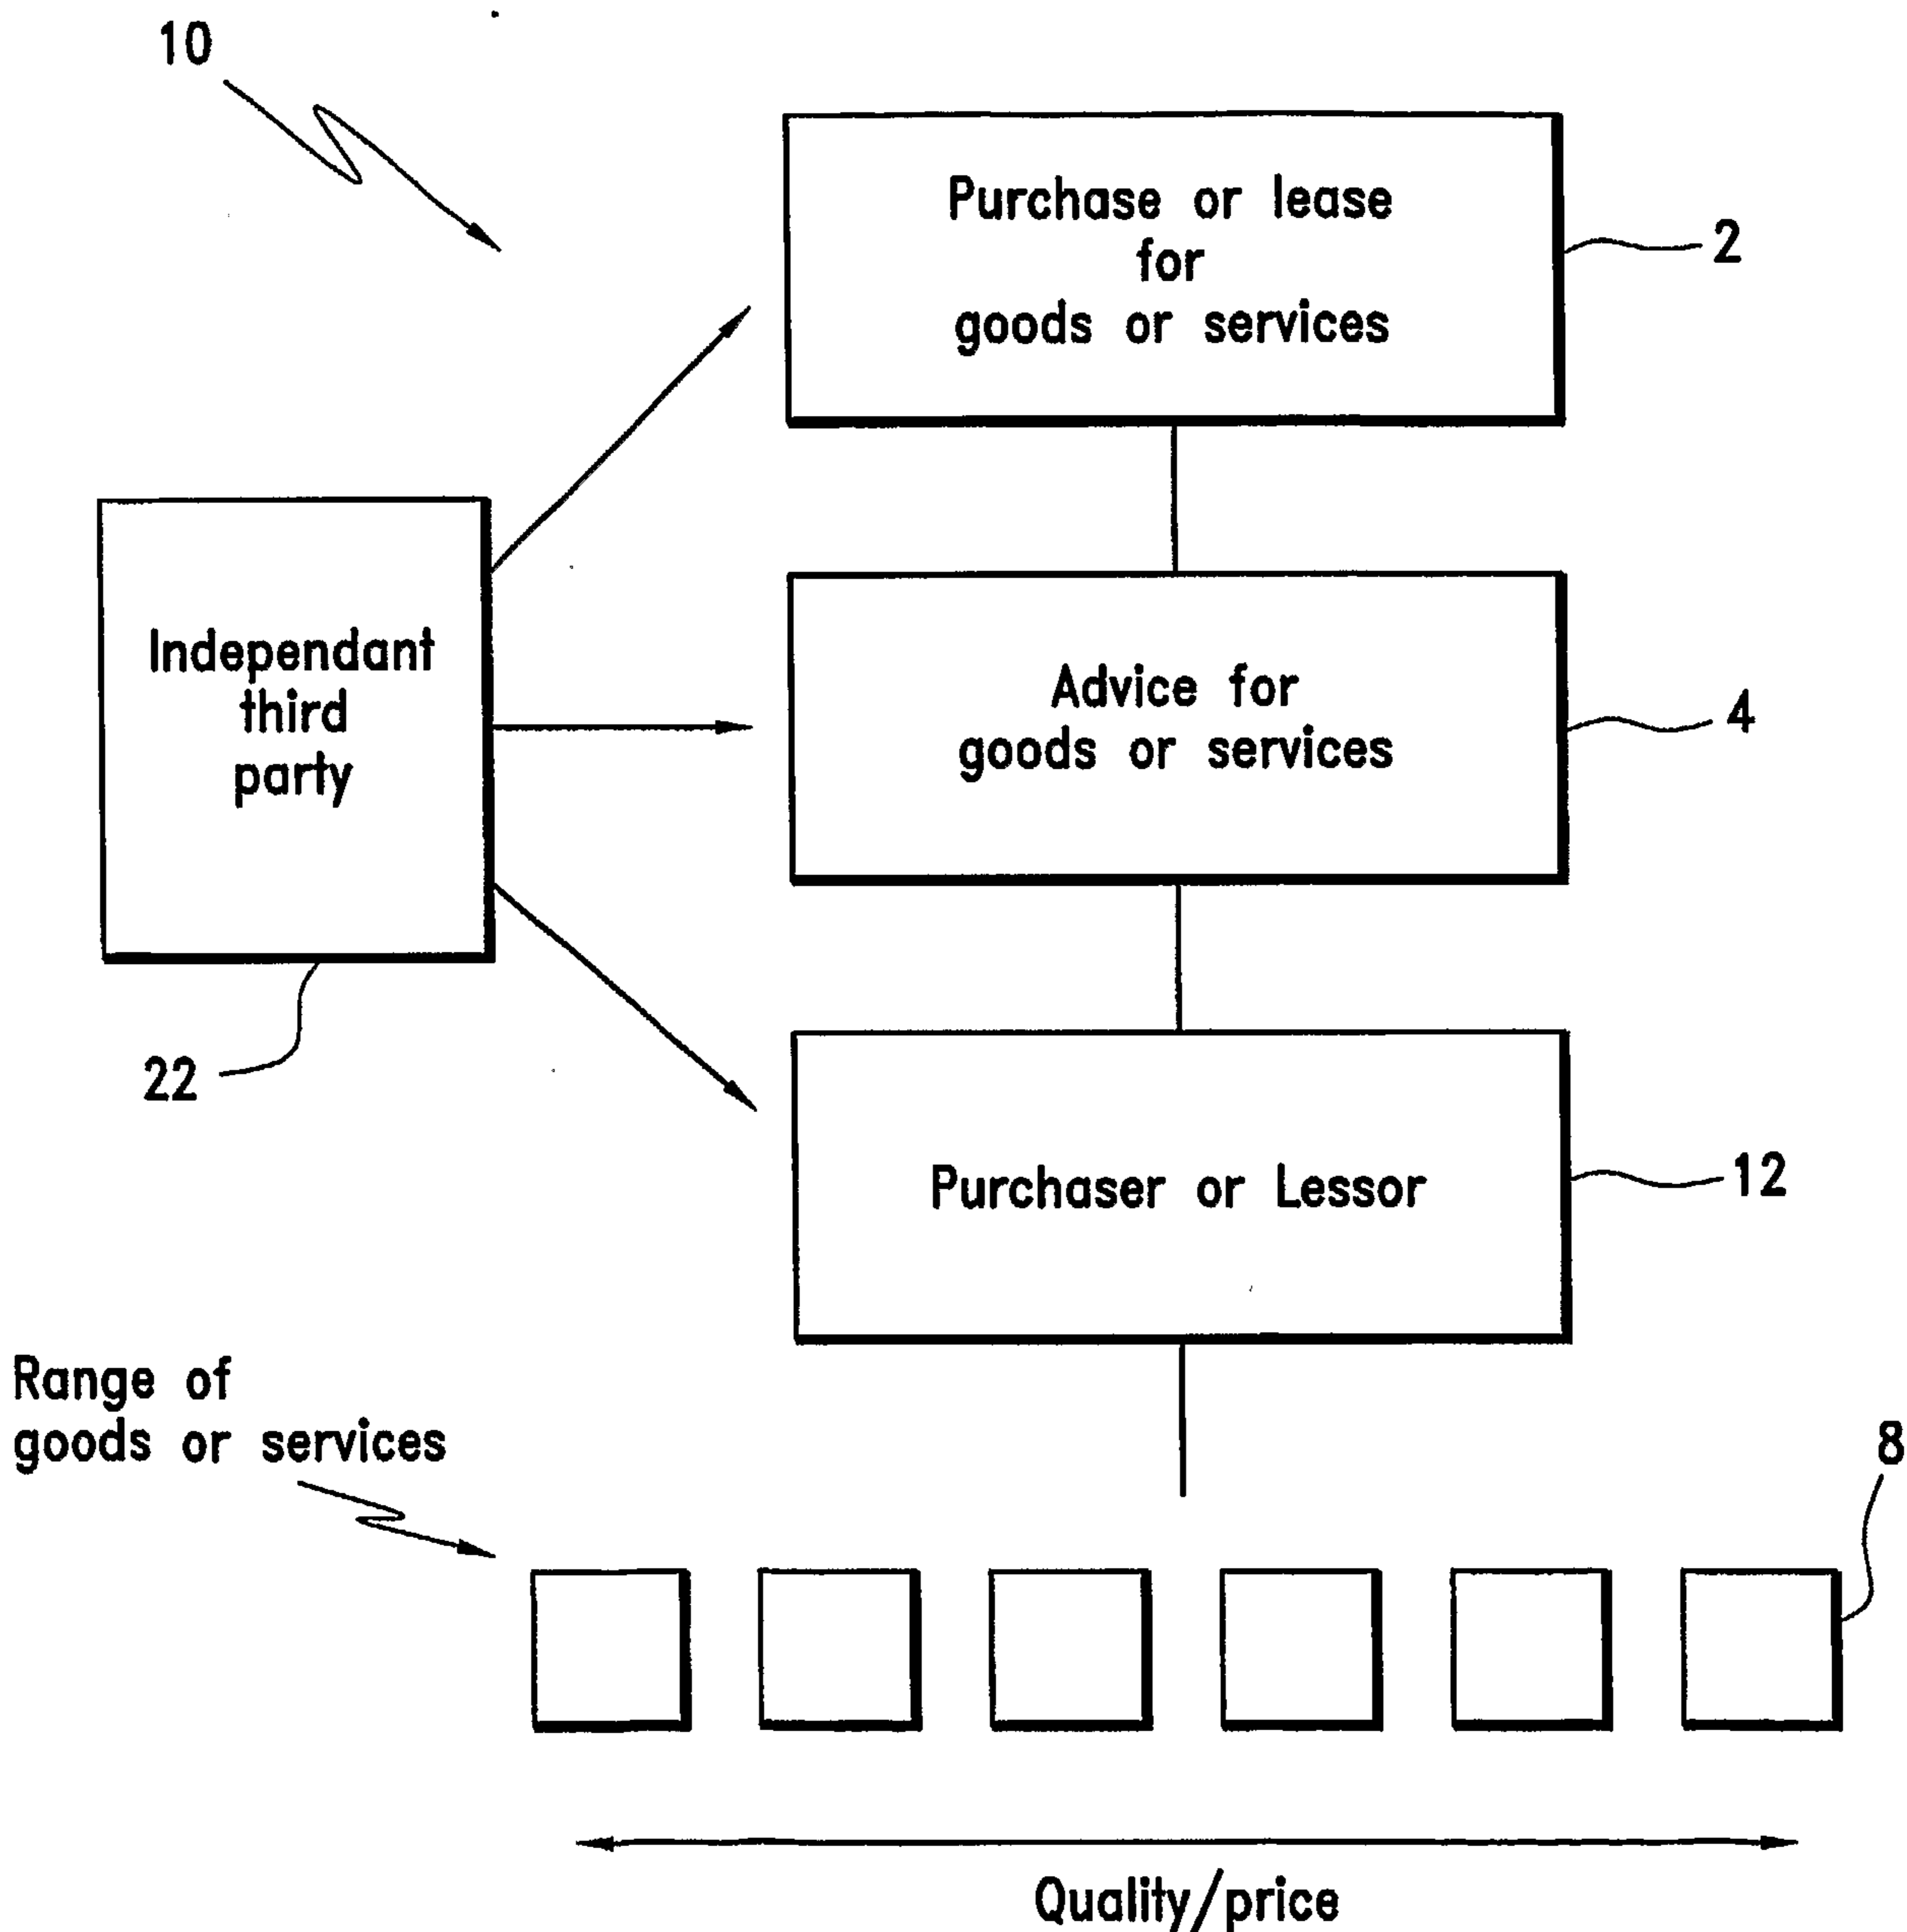 10
Purchase or lease
for
goods or services
2
Independant
third
party
Advice for
goods or services
4
22
Purchaser or Lessor
12
Range of
goods or services
8
Quality/price